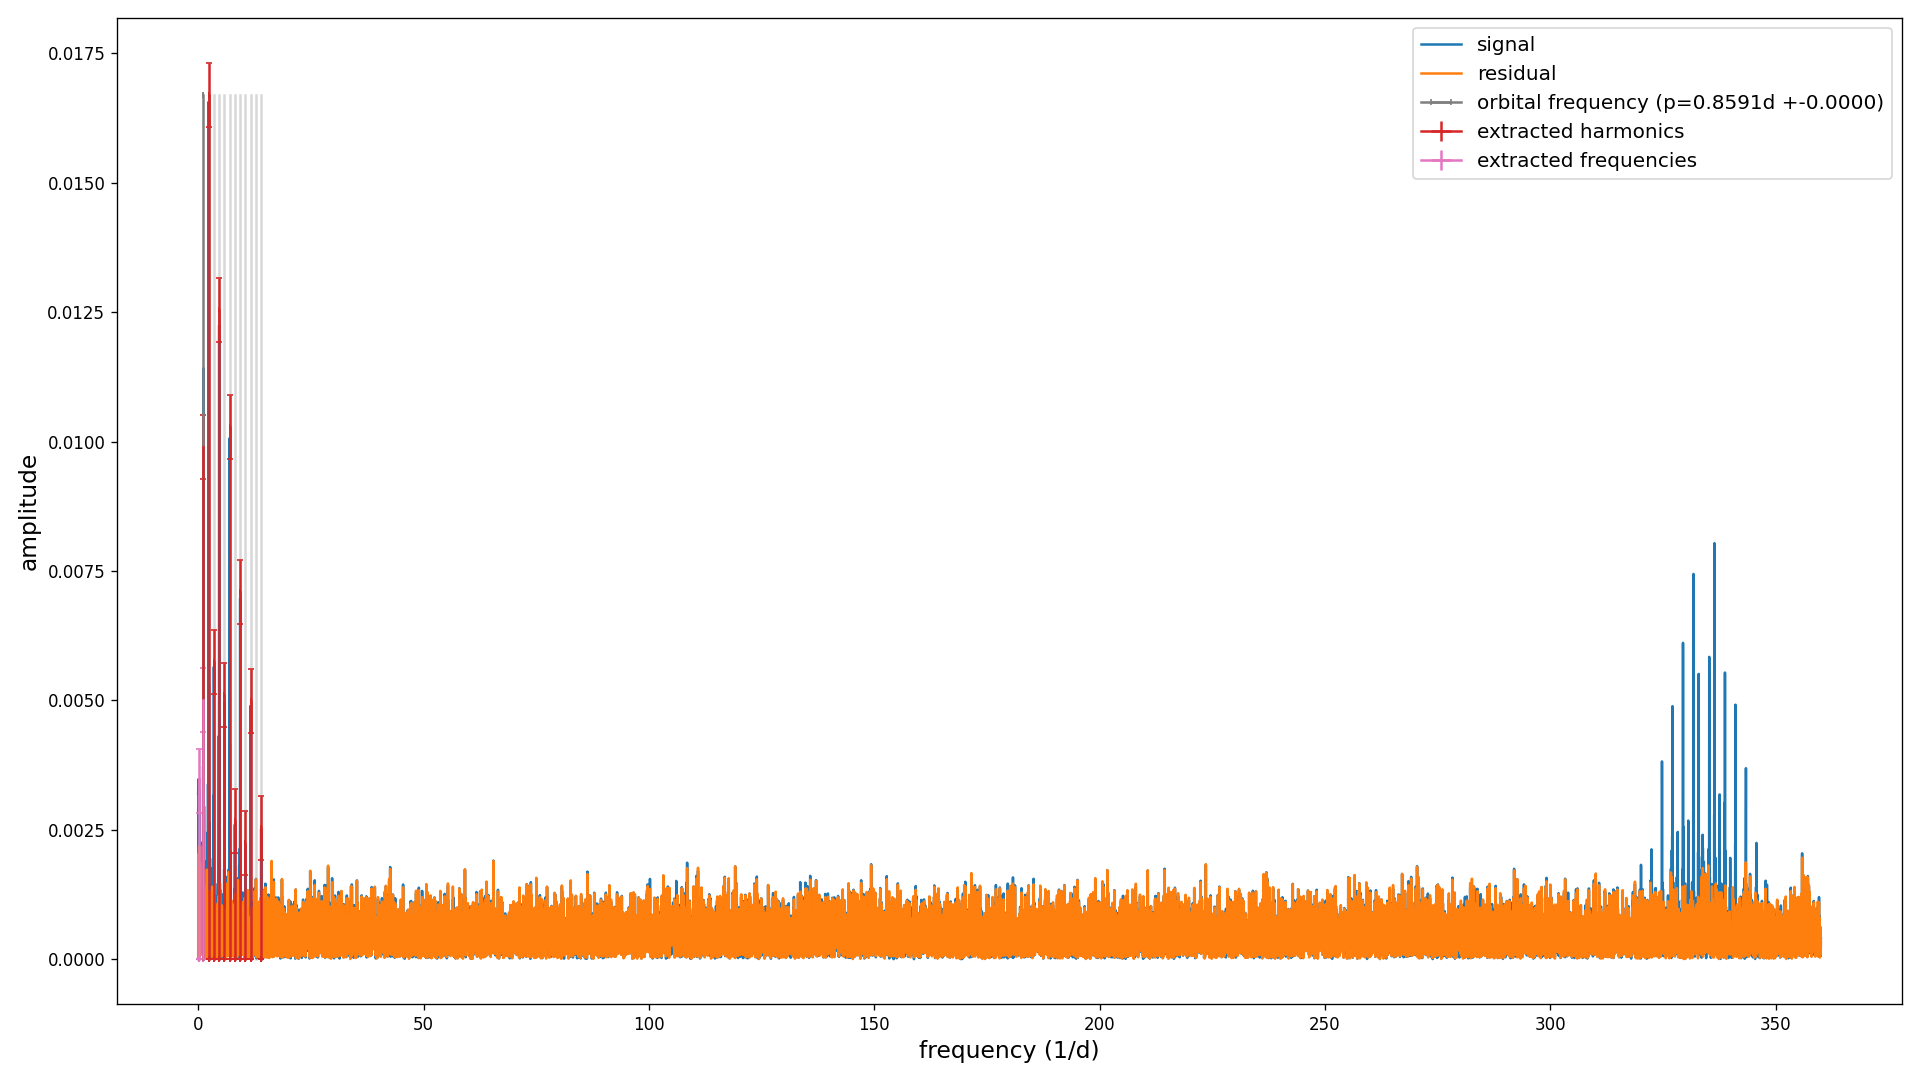 signal
residual
orbital frequency (p=0.8591d +-0.0000)
extracted harmonics
extracted frequencies
0.0175
0.0150
0.0125
0.0100
0.0075
0.0050
0.0025
0.0000
amplitude
0 50 100 150 200 250 300 350
frequency (1/d)